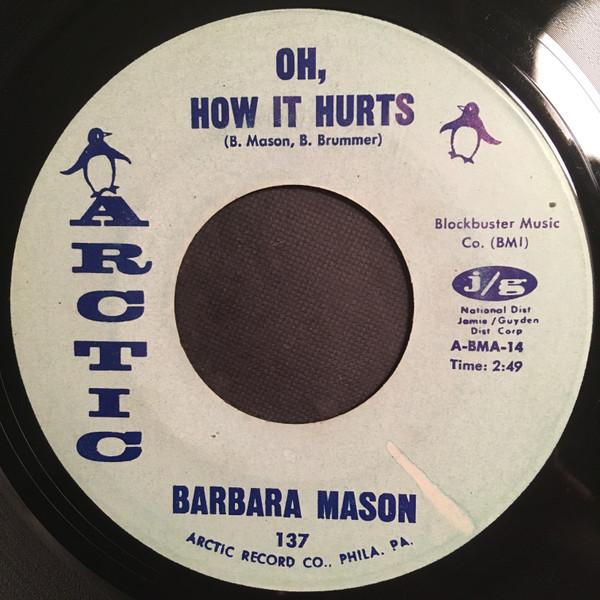 OH,
HOW IT HURTS
(B. Mason, B. Brummer)
ARCTIC
Blockbuster Music
Co. (BMI)
j/g
National Dist
Jamie/Guyden
Dist Corp
A-BMA-14
Time: 2:49
BARBARA MASON
137
ARCTIC RECORD CO., PHILA. PA.